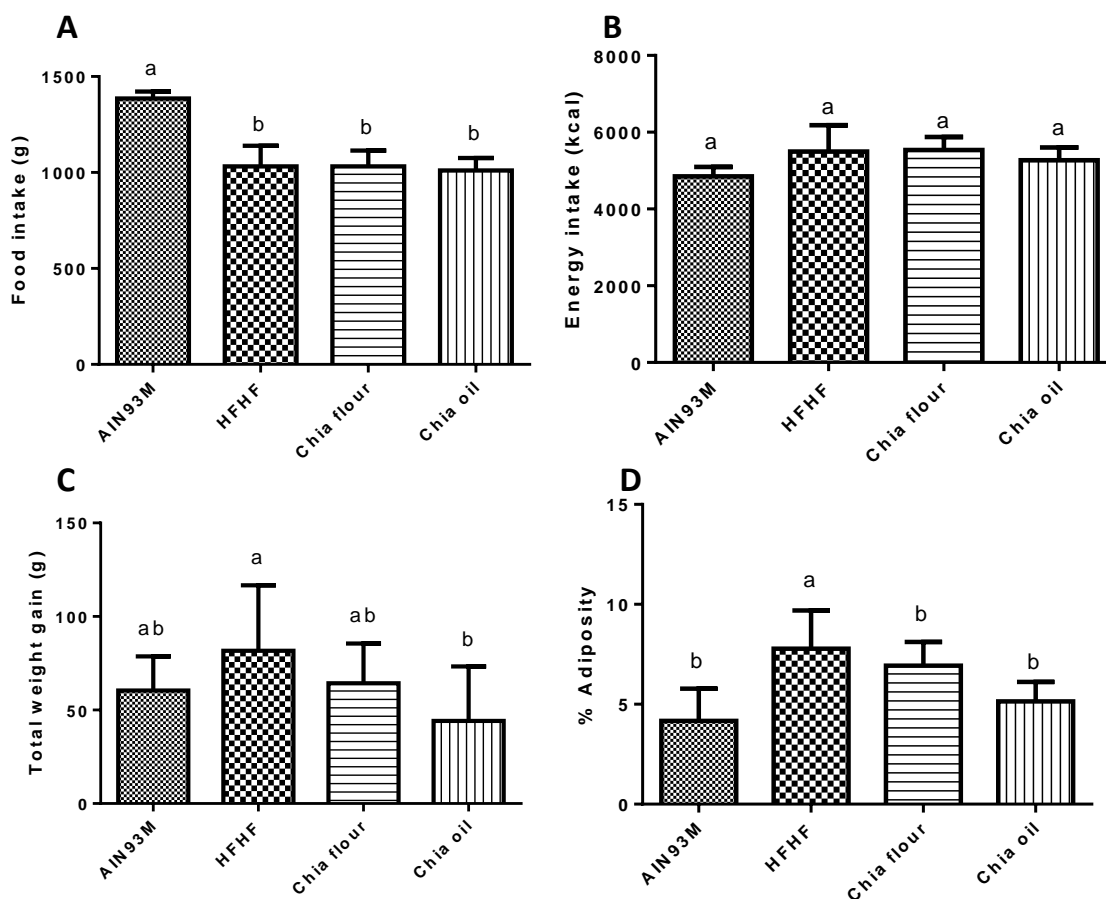 A
Food intake (g)
1500
1000
500
0
a
b
b
b
AIN93M
HFHF
Chia flour
Chia oil
B
Energy intake (kcal)
8000
6000
4000
2000
0
a
a
a
a
AIN93M
HFHF
Chia flour
Chia oil
C
Total weight gain (g)
150
100
50
0
ab
a
ab
b
AIN93M
HFHF
Chia flour
Chia oil
D
% Adiposity
15
10
5
0
b
a
b
b
AIN93M
HFHF
Chia flour
Chia oil